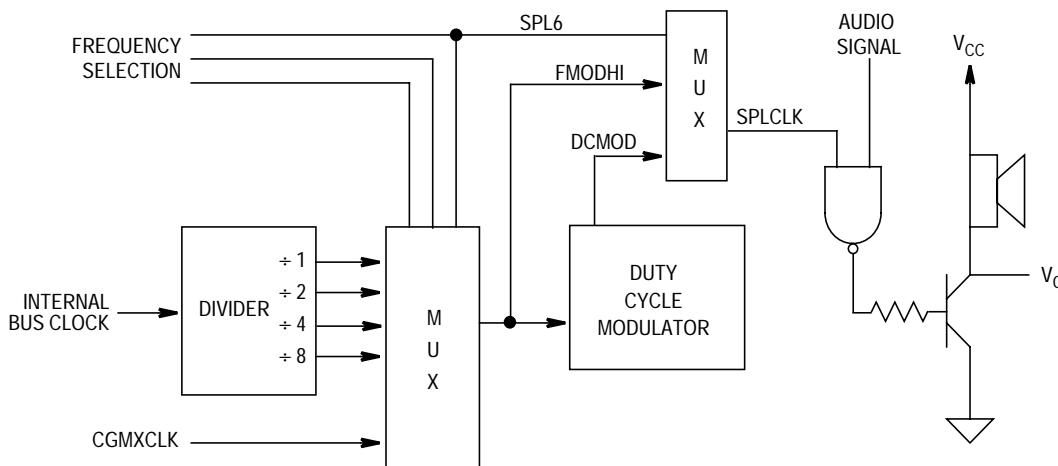 FREQUENCY
SELECTION
SPL6
FMODHI
DCMOD
M
U
X
SPLCLK
AUDIO
SIGNAL
VCC
INTERNAL
BUS CLOCK
DIVIDER
÷ 1
÷ 2
÷ 4
÷ 8
CGMXCLK
M
U
X
DUTY
CYCLE
MODULATOR